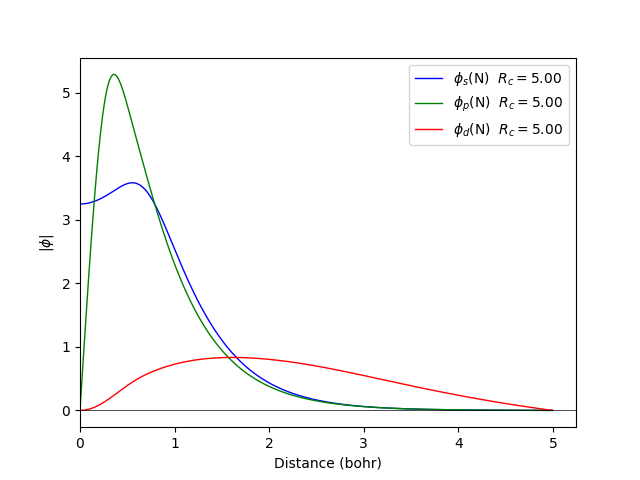 ϕs(N) Rc = 5.00
ϕp(N) Rc = 5.00
ϕd(N) Rc = 5.00
5
4
3
2
1
0
|ϕ|
0 1 2 3 4 5
Distance (bohr)